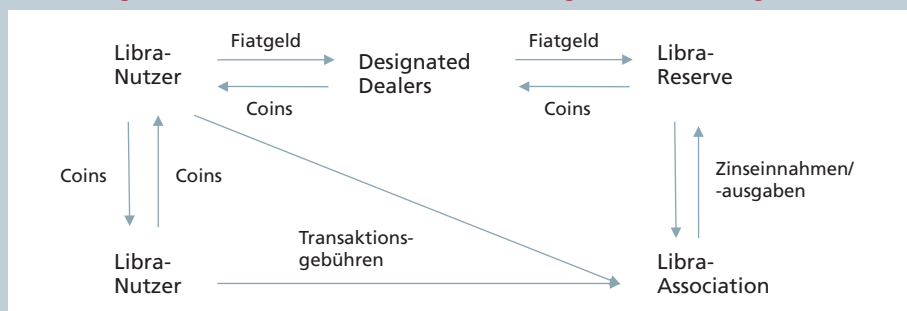 Fiatgeld
Fiatgeld
Libra-
Nutzer
Designated
Dealers
Libra-
Reserve
Coins
Coins
Coins
Coins
Zinseinnahmen/
-ausgaben
Transaktions-
gebühren
Libra-
Nutzer
Libra-
Association